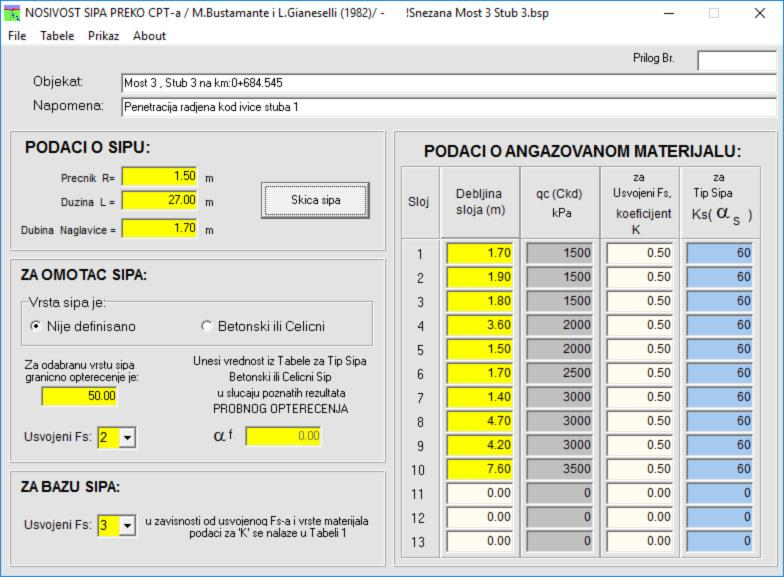 NOSIVOST SIPA PREKO CPT-a / M.Bustamante i L.Gianeselli (1982)/ - !Snezana Most 3 Stub 3.bsp
File Tabele Prikaz About
Prilog Br.
Objekat: Most 3 , Stub 3 na km:0+684.545
Napomena: Penetracija radjena kod ivice stuba 1
PODACI O SIPU:
Precnik R= 1.50 m
Duzina L = 27.00 m
Dubina Naglavice = 1.70 m
Skica sipa
ZA OMOTAC SIPA:
Vrsta sipa je:
Nije definisano
Betonski ili Celicni
Za odabranu vrstu sipa
granicno opterecenje je:
50.00
Usvojeni Fs: 2
Unesi vrednost iz Tabele za Tip Sipa
Betonski ili Celicni Sip
u slucaju poznatih rezultata
PROBNOG OPTERECENJA
α f 0.00
ZA BAZU SIPA:
Usvojeni Fs: 3
u zavisnosti od usvojenog Fs-a i vrste materijala
podaci za 'K' se nalaze u Tabeli 1
PODACI O ANGAZOVANOM MATERIJALU:
Sloj
Debljina
sloja (m)
qc (Ckd)
kPa
za
Usvojeni Fs,
koeficijent
K
za
Tip Sipa
Ks( α S )
1 1.70 1500 0.50 60
2 1.90 1500 0.50 60
3 1.80 1500 0.50 60
4 3.60 2000 0.50 60
5 1.50 2000 0.50 60
6 1.70 2500 0.50 60
7 1.40 3000 0.50 60
8 4.70 3000 0.50 60
9 4.20 3000 0.50 60
10 7.60 3500 0.50 60
11 0.00 0 0.00 0
12 0.00 0 0.00 0
13 0.00 0 0.00 0